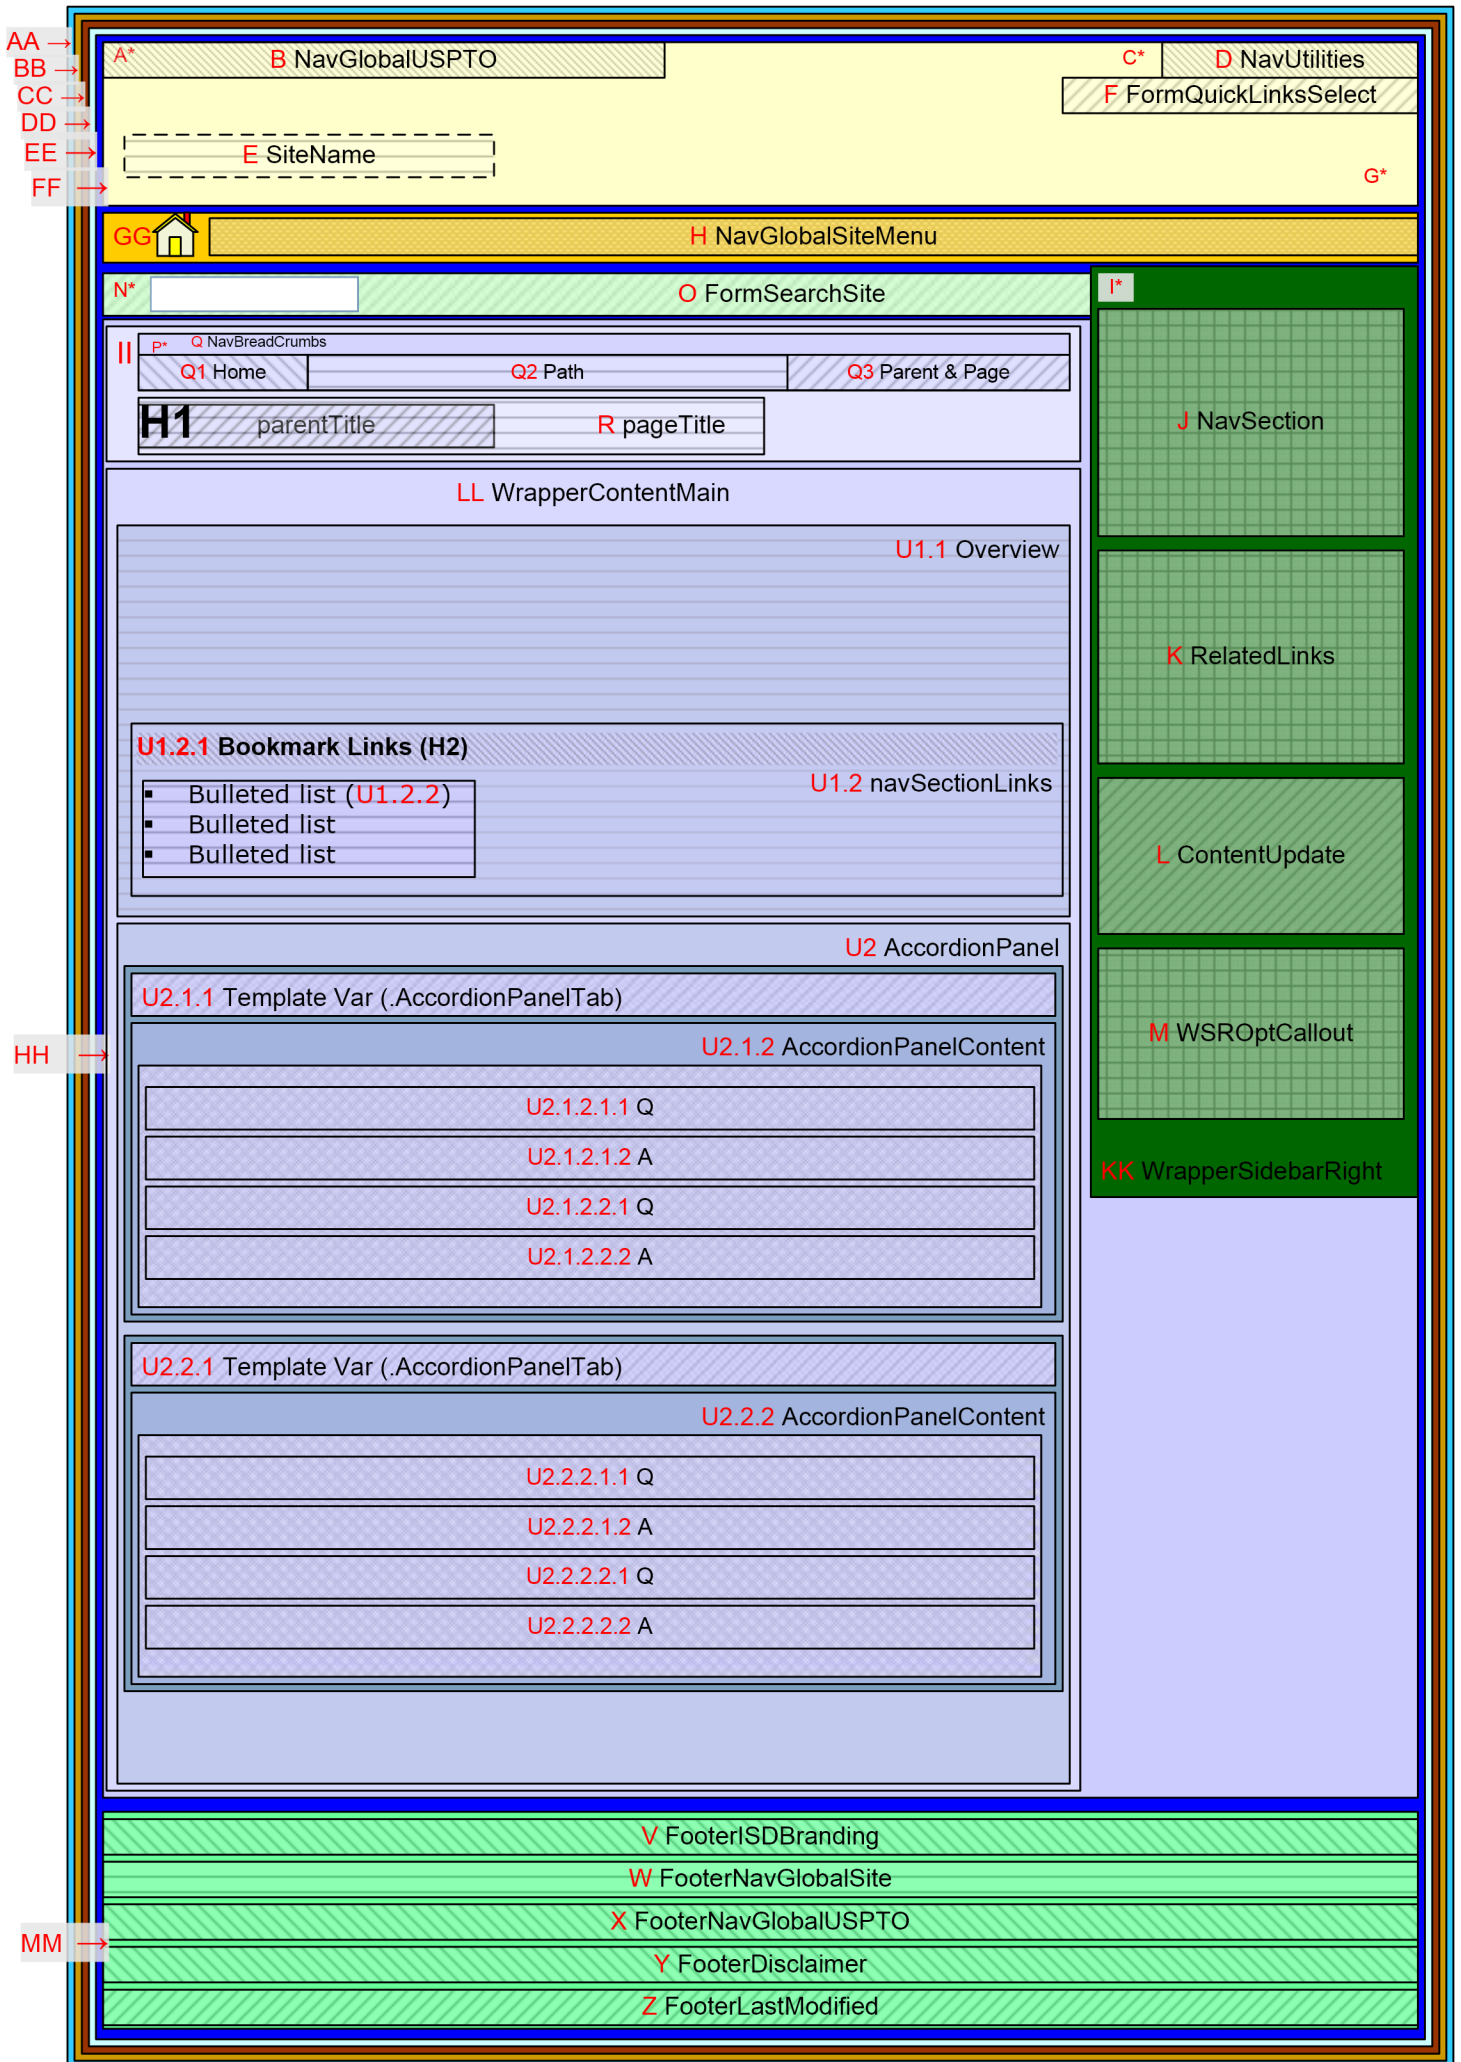 AA →
A*
B NavGlobalUSPTO
C*
D NavUtilities
BB →
CC →
F FormQuickLinksSelect
DD →
EE →
E SiteName
FF →
G*
GG
H NavGlobalSiteMenu
N*
O FormSearchSite
I*
II
P*
Q NavBreadCrumbs
Q1 Home
Q2 Path
Q3 Parent & Page
H1
parentTitle
R pageTitle
J NavSection
LL WrapperContentMain
U1.1 Overview
K RelatedLinks
U1.2.1 Bookmark Links (H2)
U1.2 navSectionLinks
▪ Bulleted list (U1.2.2)
▪ Bulleted list
▪ Bulleted list
L ContentUpdate
U2 AccordionPanel
U2.1.1 Template Var (.AccordionPanelTab)
M WSROptCallout
HH →
U2.1.2 AccordionPanelContent
U2.1.2.1.1 Q
U2.1.2.1.2 A
KK WrapperSidebarRight
U2.1.2.2.1 Q
U2.1.2.2.2 A
U2.2.1 Template Var (.AccordionPanelTab)
U2.2.2 AccordionPanelContent
U2.2.2.1.1 Q
U2.2.2.1.2 A
U2.2.2.2.1 Q
U2.2.2.2.2 A
V FooterISDBranding
W FooterNavGlobalSite
X FooterNavGlobalUSPTO
MM →
Y FooterDisclaimer
Z FooterLastModified